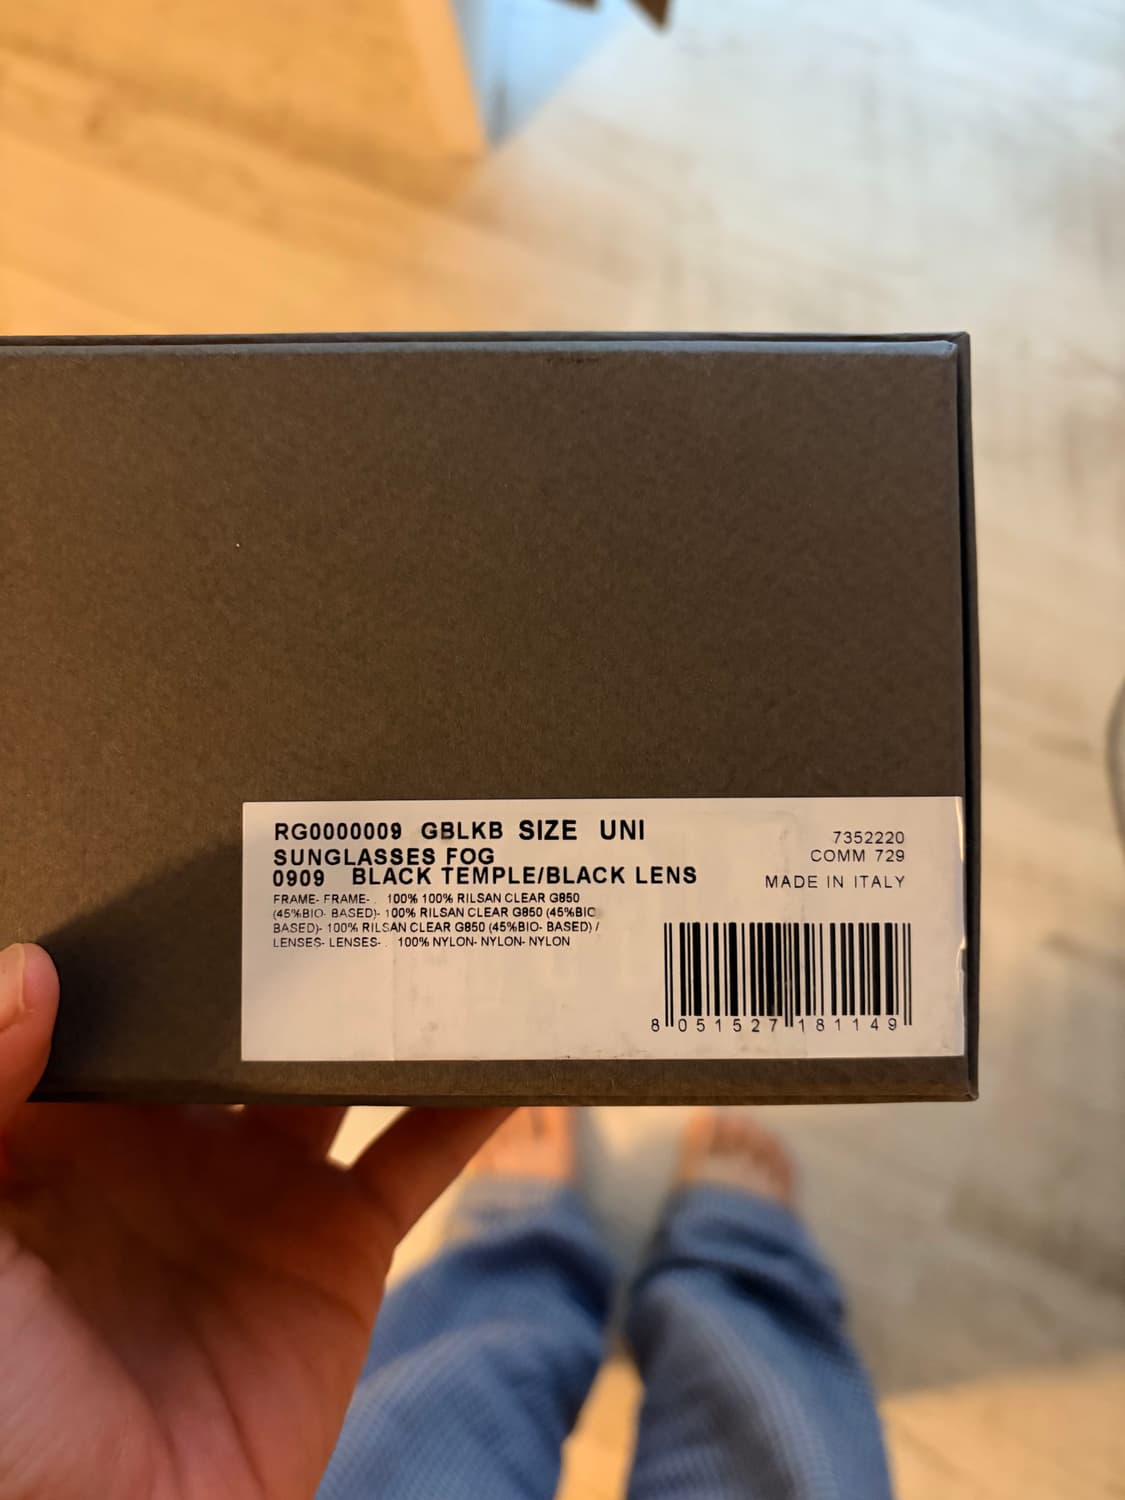 RG0000009 GBLKB SIZE UNI
SUNGLASSES FOG
0909 BLACK TEMPLE/BLACK LENS
FRAME- FRAME- . 100% 100% RILSAN CLEAR G850
(45%BIO- BASED)- 100% RILSAN CLEAR G850 (45%BIO
BASED)- 100% RILSAN CLEAR G850 (45%BIO- BASED) /
LENSES- LENSES- . 100% NYLON- NYLON- NYLON
7352220
COMM 729
MADE IN ITALY
8 051527 181149